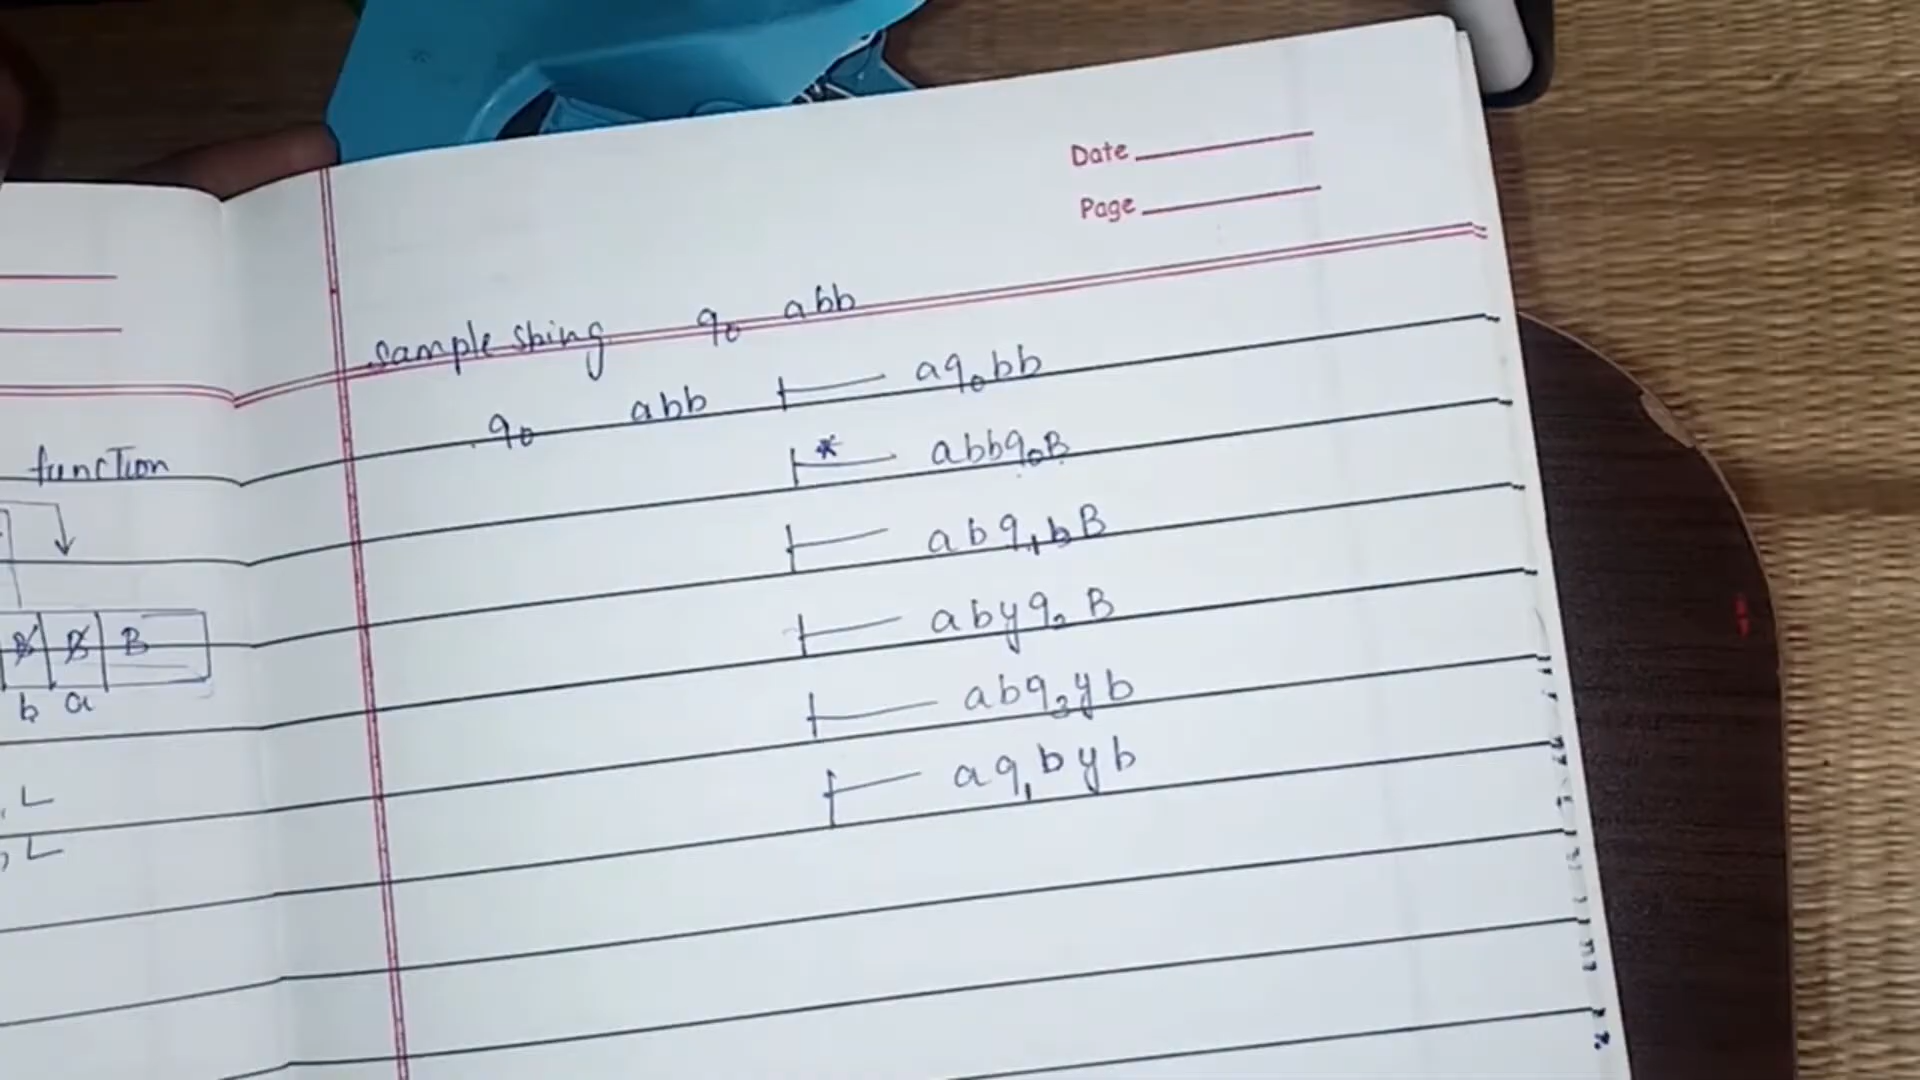 Date
Page
sample string q0 abb
q0 abb ⊢ aq0bb
⊢* abbq0B
⊢ abq1bB
⊢ abyq2B
⊢ abq3yb
⊢ aq1byb
function
B B B
b a
, L
, L